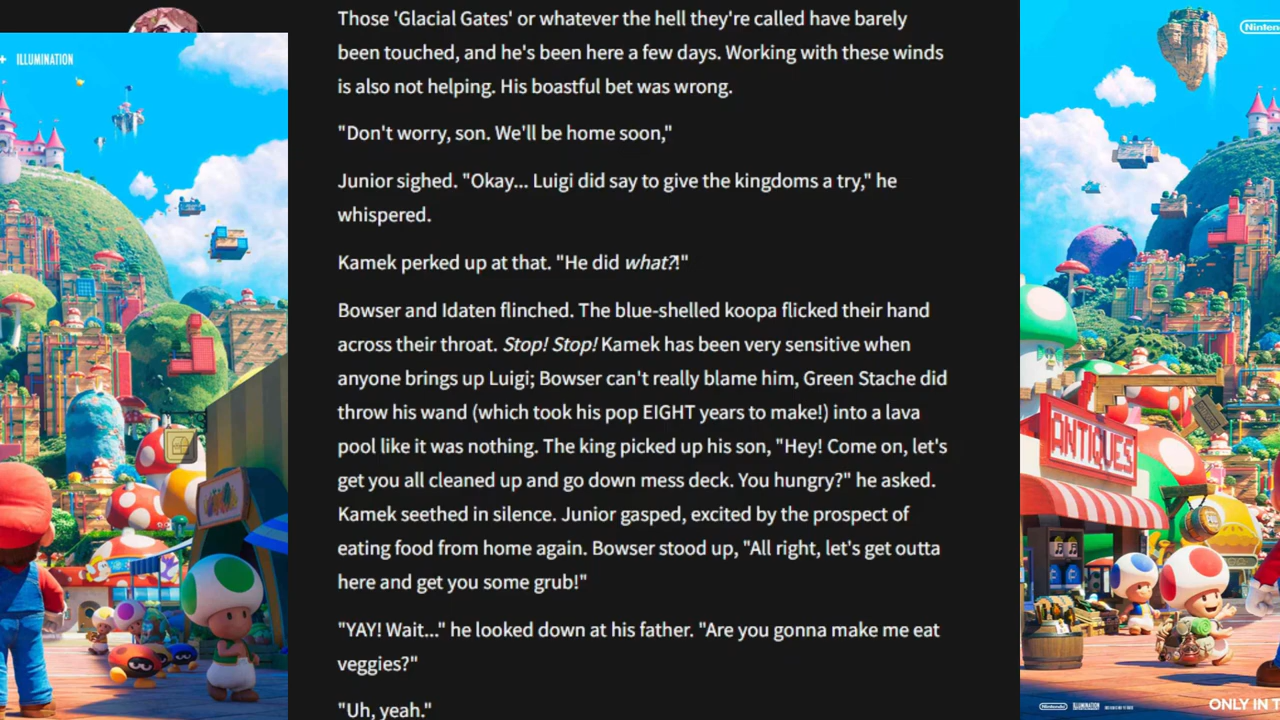 Those 'Glacial Gates' or whatever the hell they're called have barely
been touched, and he's been here a few days. Working with these winds
is also not helping. His boastful bet was wrong.
"Don't worry, son. We'll be home soon,"
Junior sighed. "Okay... Luigi did say to give the kingdoms a try," he
whispered.
Kamek perked up at that. "He did what?!"
Bowser and Idaten flinched. The blue-shelled koopa flicked their hand
across their throat. Stop! Stop! Kamek has been very sensitive when
anyone brings up Luigi; Bowser can't really blame him, Green Stache did
throw his wand (which took his pop EIGHT years to make!) into a lava
pool like it was nothing. The king picked up his son, "Hey! Come on, let's
get you all cleaned up and go down mess deck. You hungry?" he asked.
Kamek seethed in silence. Junior gasped, excited by the prospect of
eating food from home again. Bowser stood up, "All right, let's get outta
here and get you some grub!"
"YAY! Wait..." he looked down at his father. "Are you gonna make me eat
veggies?"
"Uh, yeah."
+ ILLUMINATION
Ninten
ANTIQUES
Nintendo
ILLUMINATION
ONLY IN T